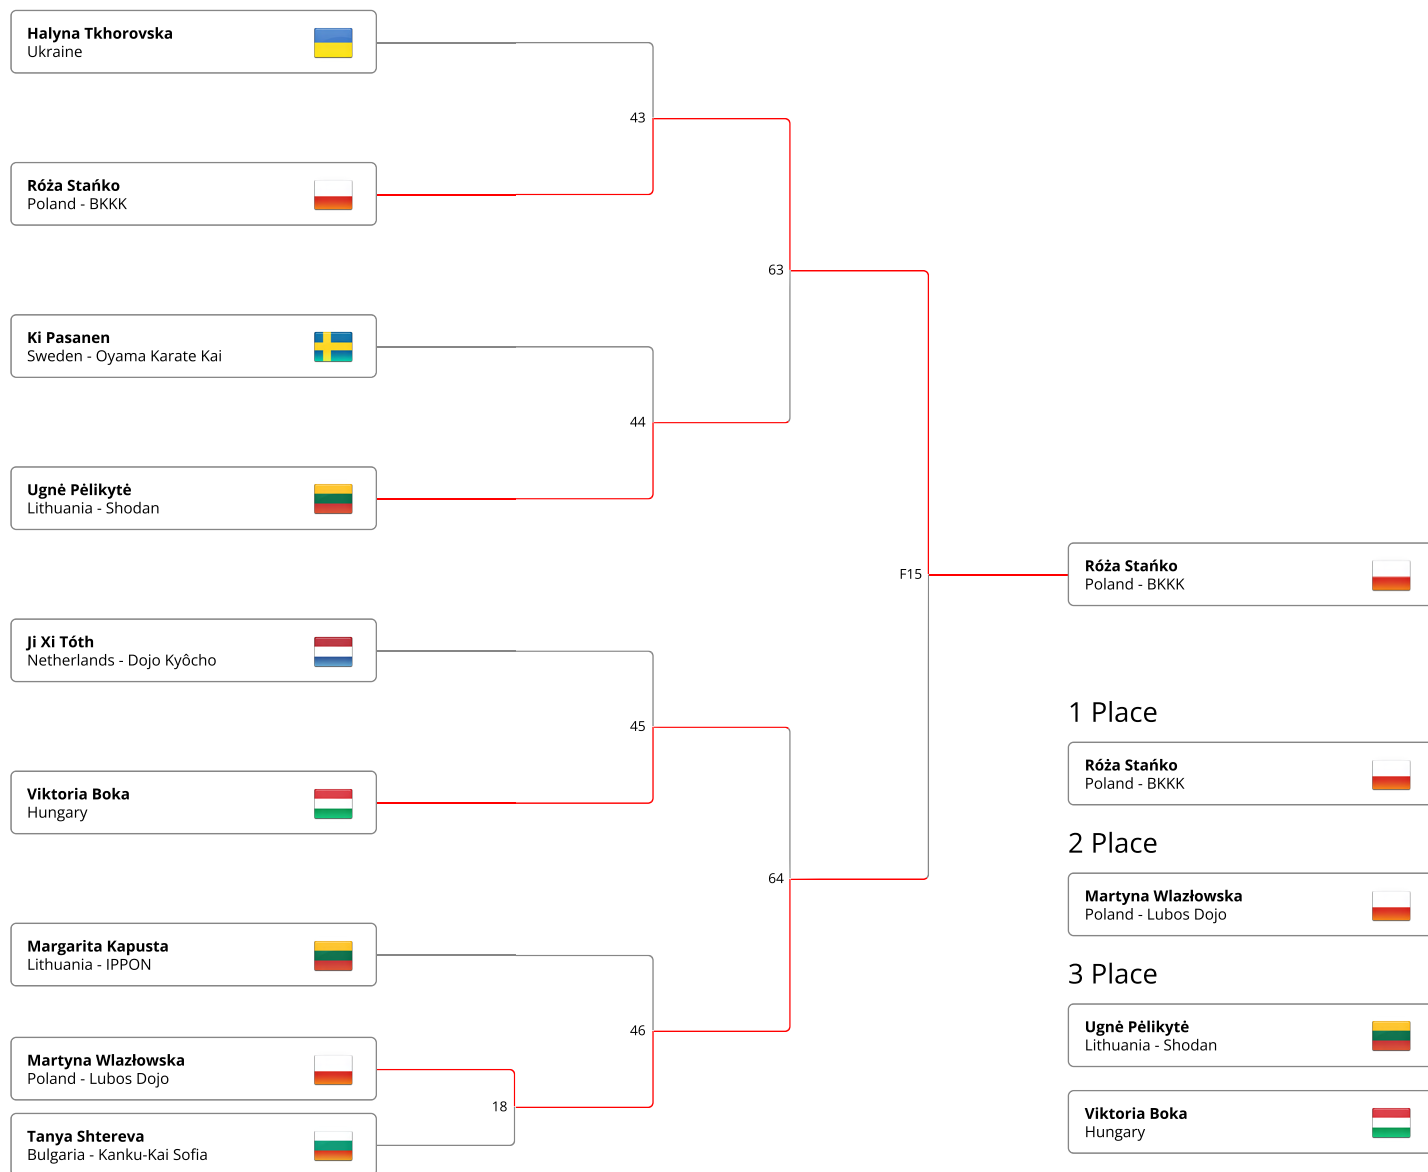 Halyna Tkhorovska
Ukraine
43
Róża Stańko
Poland - BKKK
63
Ki Pasanen
Sweden - Oyama Karate Kai
44
Ugnė Pėlikytė
Lithuania - Shodan
F15
Róża Stańko
Poland - BKKK
Ji Xi Tóth
Netherlands - Dojo Kyôcho
45
Viktoria Boka
Hungary
64
Margarita Kapusta
Lithuania - IPPON
46
Martyna Wlazłowska
Poland - Lubos Dojo
18
Tanya Shtereva
Bulgaria - Kanku-Kai Sofia
1 Place
Róża Stańko
Poland - BKKK
2 Place
Martyna Wlazłowska
Poland - Lubos Dojo
3 Place
Ugnė Pėlikytė
Lithuania - Shodan
Viktoria Boka
Hungary